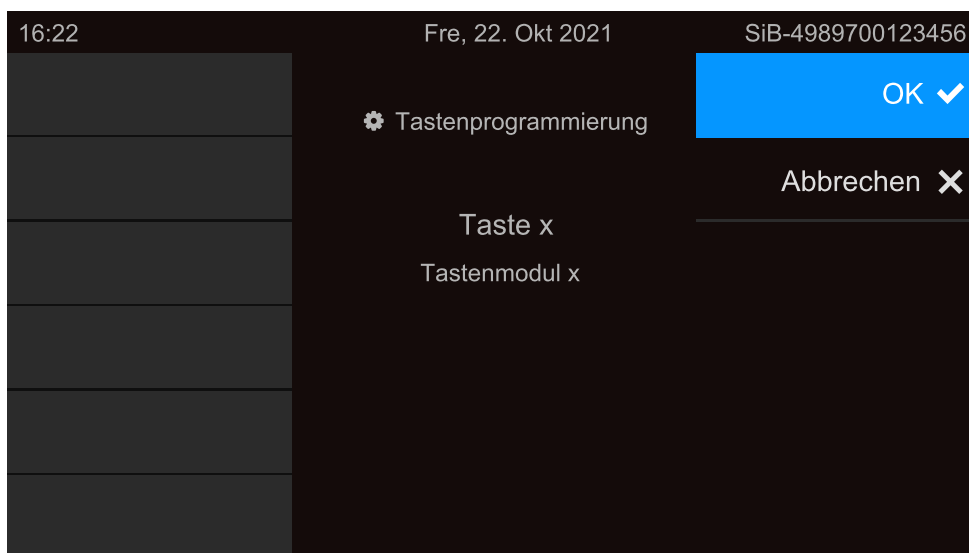 16:22
Fre, 22. Okt 2021
SiB-4989700123456
OK
Tastenprogrammierung
Abbrechen
Taste x
Tastenmodul x